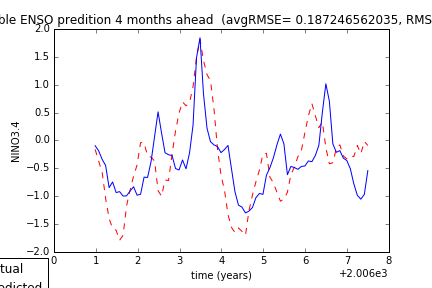 ble ENSO predition 4 months ahead (avgRMSE= 0.187246562035, RMS
2.0
1.5
1.0
0.5
0.0
−0.5
−1.0
−1.5
−2.0
NINO3.4
0 1 2 3 4 5 6 7 8
time (years)
+2.006e3
tual
edicted